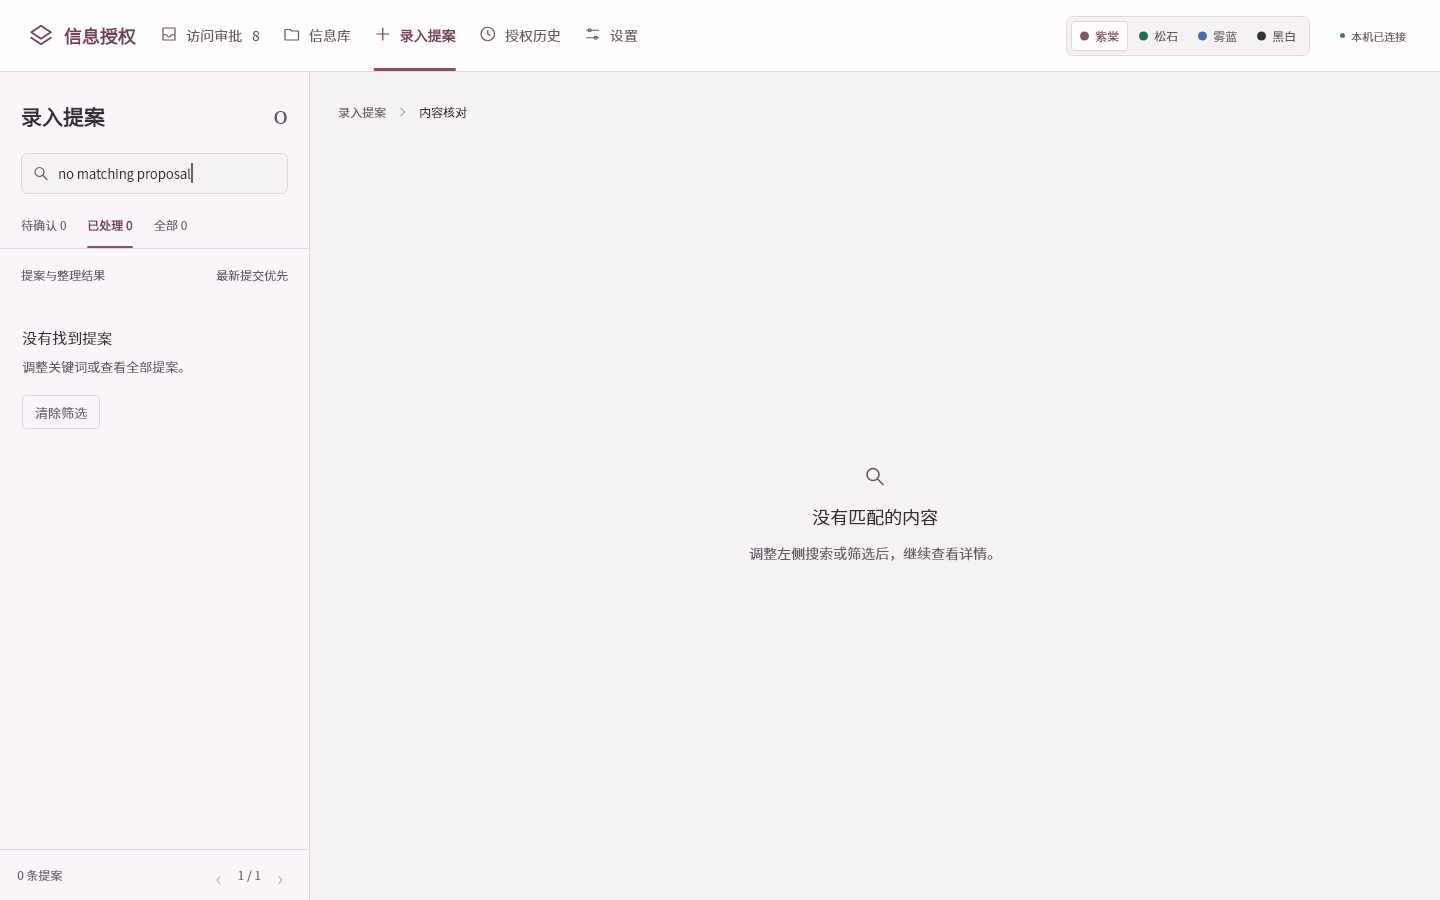 信息授权
访问审批 8
信息库
录入提案
授权历史
设置
紫棠
松石
雾蓝
黑白
本机已连接
录入提案 0
no matching proposal
待确认 0
已处理 0
全部 0
提案与整理结果
最新提交优先
没有找到提案
调整关键词或查看全部提案。
清除筛选
0 条提案
‹ 1 / 1 ›
录入提案 > 内容核对
没有匹配的内容
调整左侧搜索或筛选后，继续查看详情。